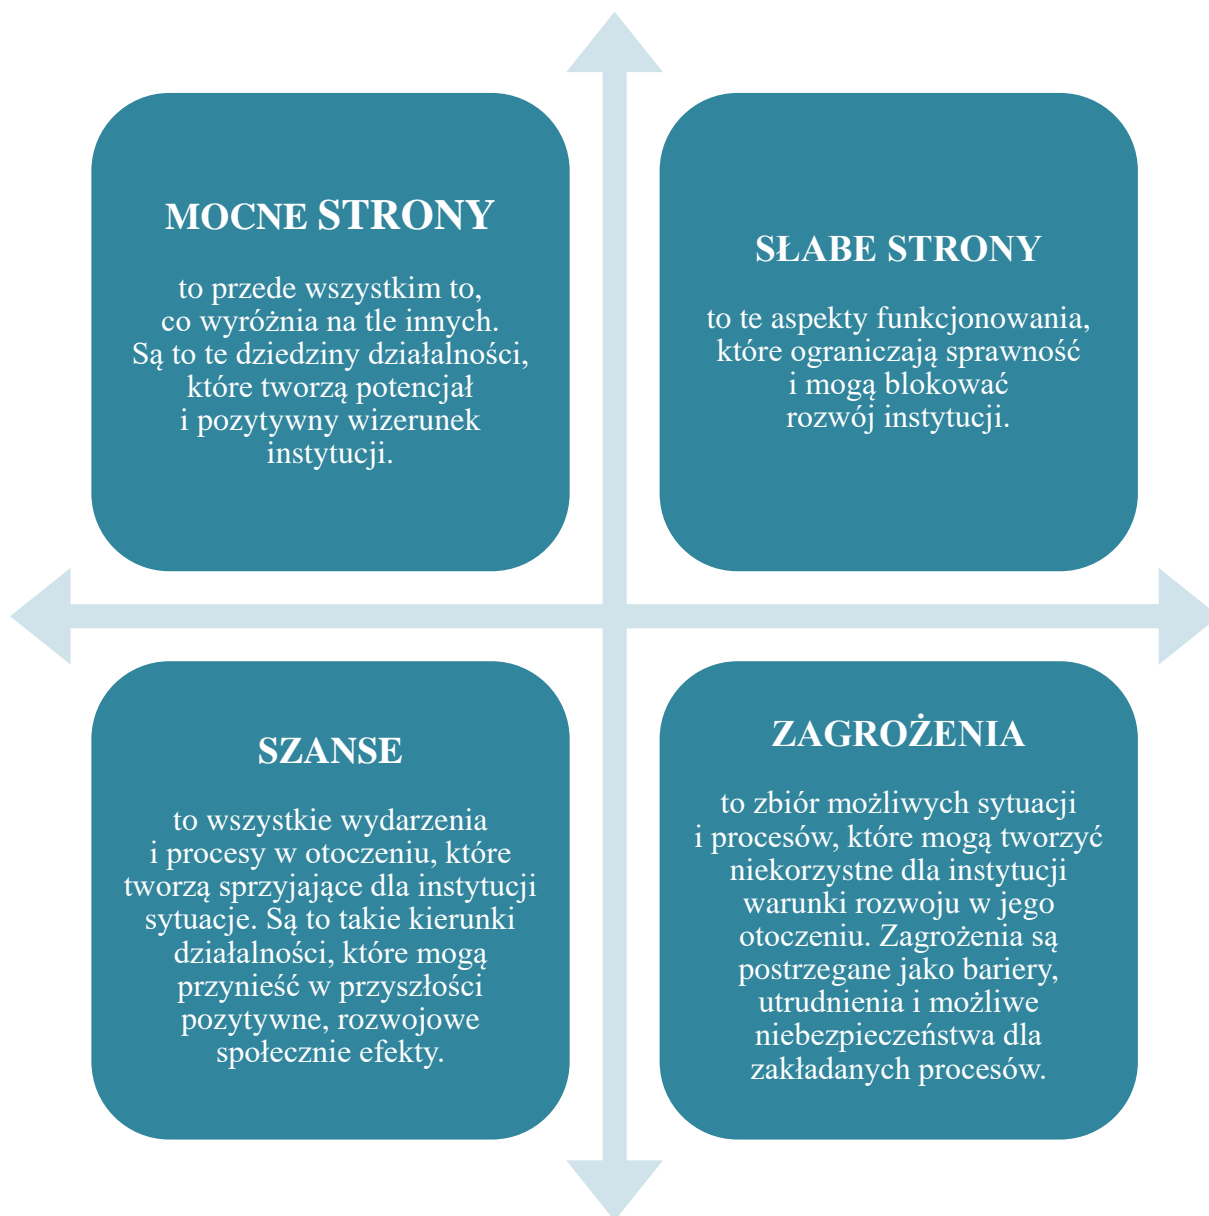 MOCNE STRONY
to przede wszystkim to,
co wyróżnia na tle innych.
Są to te dziedziny działalności,
które tworzą potencjał
i pozytywny wizerunek
instytucji.
SŁABE STRONY
to te aspekty funkcjonowania,
które ograniczają sprawność
i mogą blokować
rozwój instytucji.
SZANSE
to wszystkie wydarzenia
i procesy w otoczeniu, które
tworzą sprzyjające dla instytucji
sytuacje. Są to takie kierunki
działalności, które mogą
przynieść w przyszłości
pozytywne, rozwojowe
społecznie efekty.
ZAGROŻENIA
to zbiór możliwych sytuacji
i procesów, które mogą tworzyć
niekorzystne dla instytucji
warunki rozwoju w jego
otoczeniu. Zagrożenia są
postrzegane jako bariery,
utrudnienia i możliwe
niebezpieczeństwa dla
zakładanych procesów.